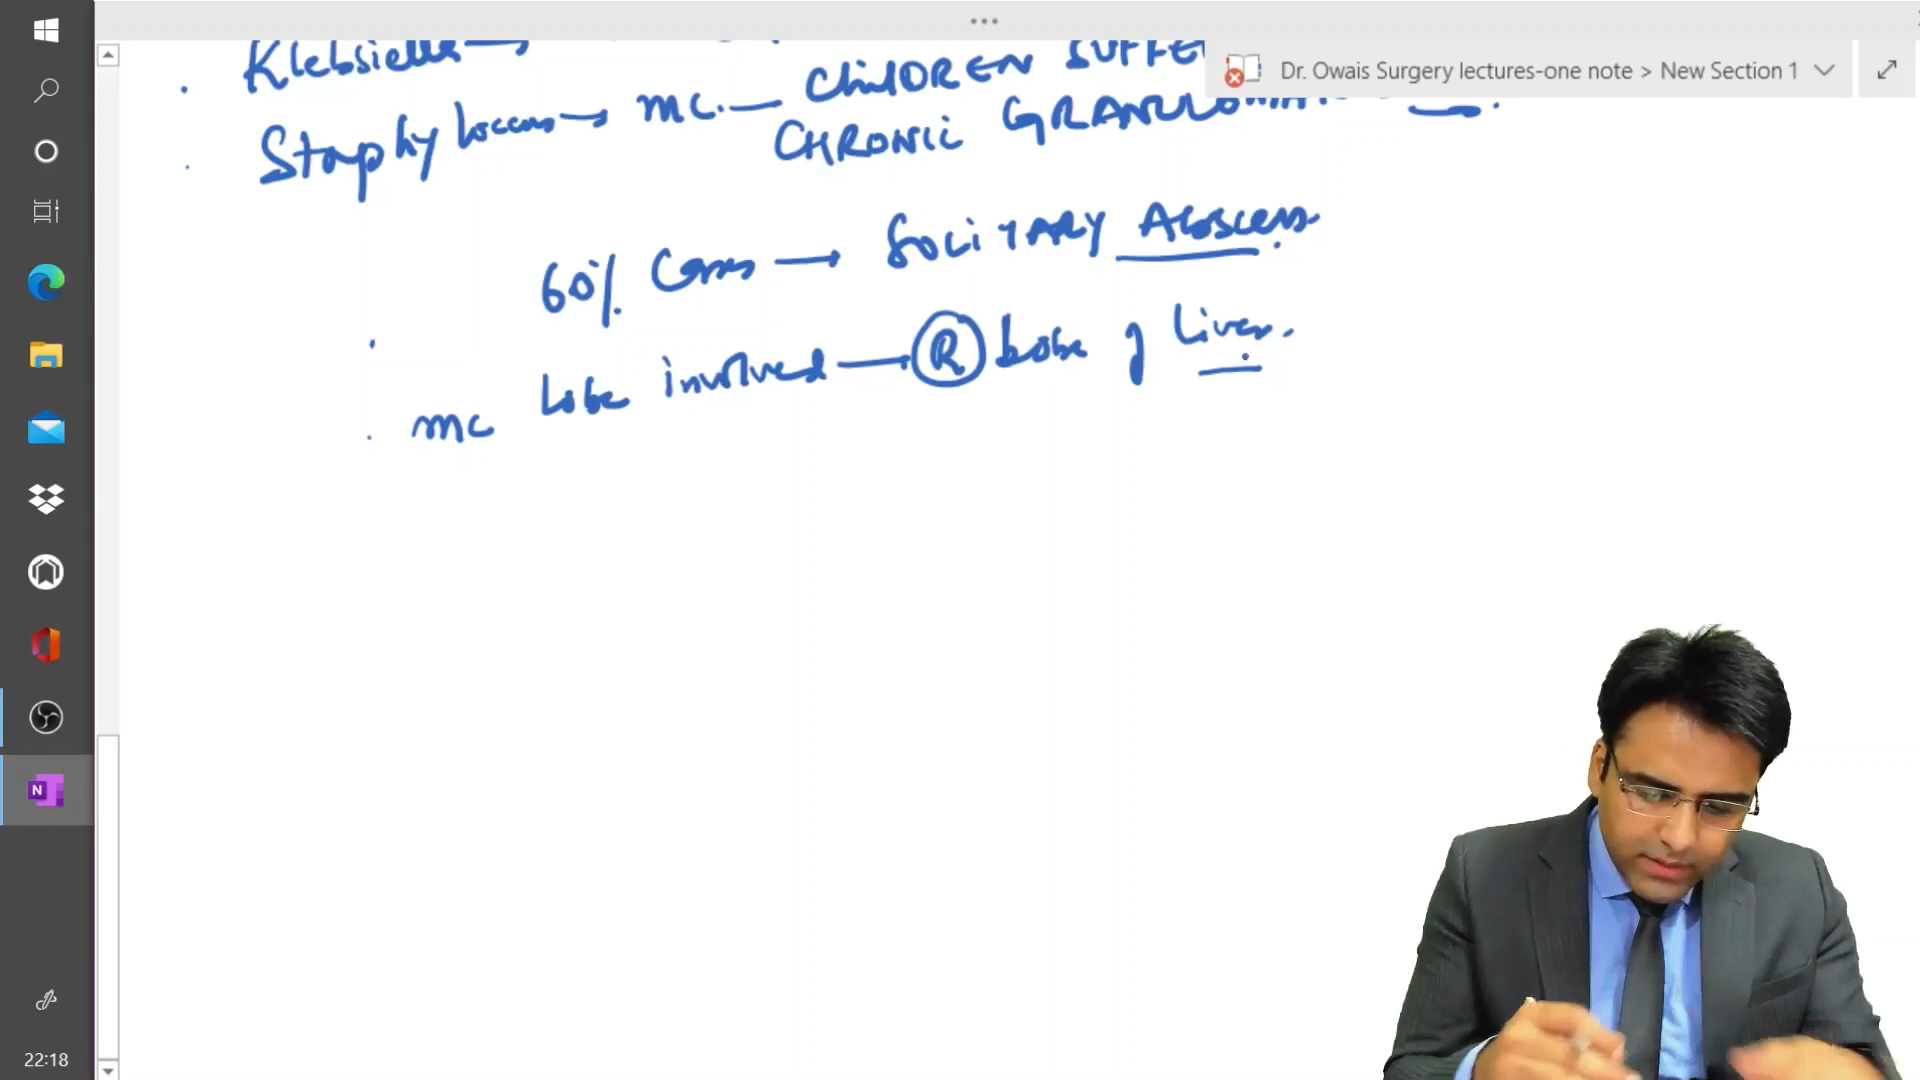 Klebsiella →
Dr. Owais Surgery lectures-one note > New Section 1
Staphylococcus → mc. — ChilDREN SUFFE
CHRONIC GRANULOMA
60% Cases → SOLITARY Abscess.
mc Lobe involved → R Lobe of Liver.
N
22:18